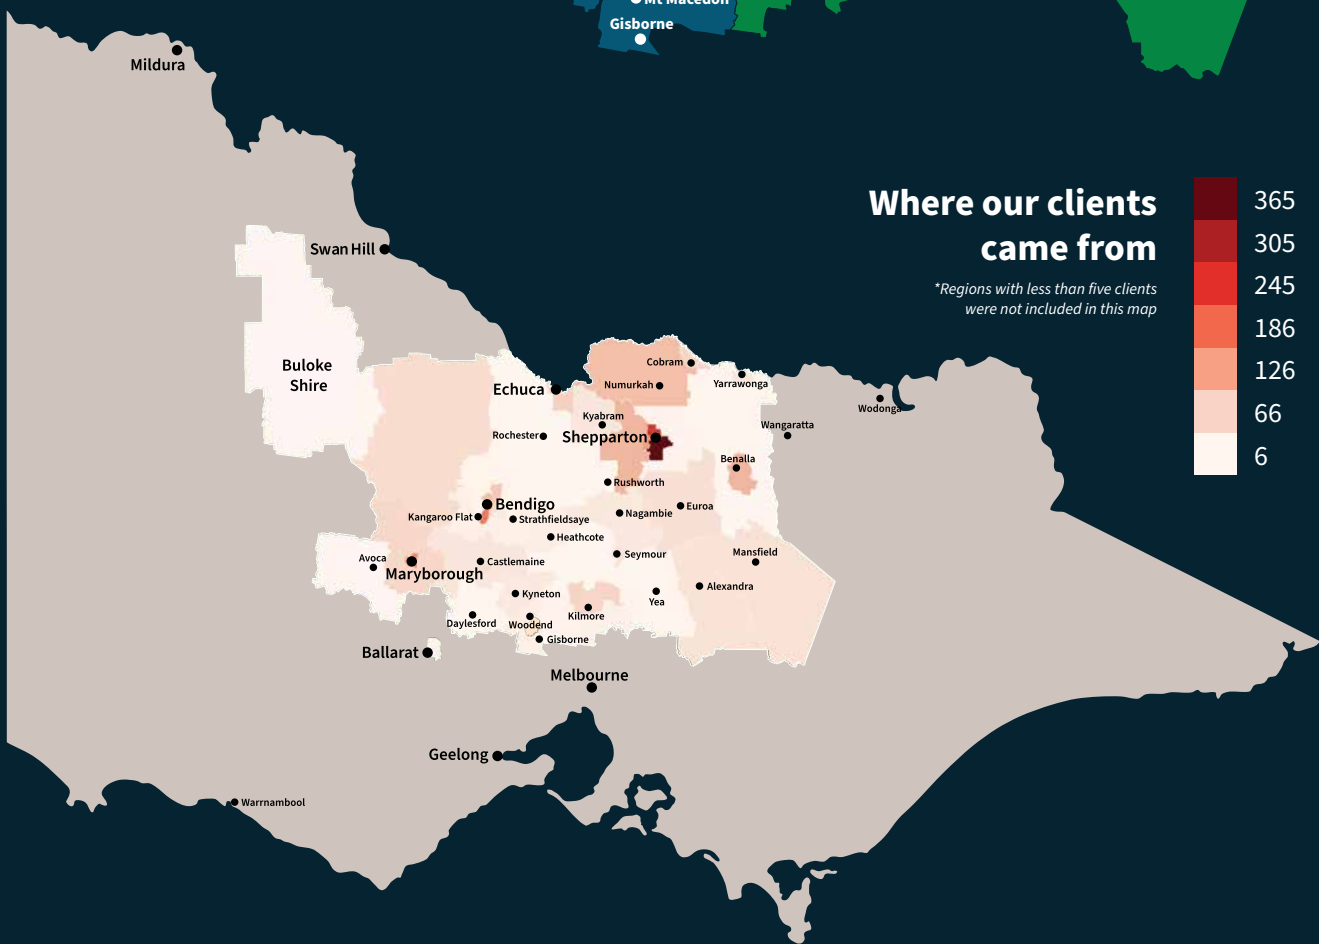 Mt Macedon
Gisborne
Mildura
Where our clients
came from
*Regions with less than five clients
were not included in this map
365
305
245
186
126
66
6
Swan Hill
Buloke
Shire
Cobram
Numurkah
Yarrawonga
Echuca
Wodonga
Kyabram
Wangaratta
Rochester
Shepparton
Benalla
Rushworth
Bendigo
Euroa
Kangaroo Flat
Strathfieldsaye
Nagambie
Heathcote
Avoca
Castlemaine
Seymour
Mansfield
Maryborough
Alexandra
Kyneton
Yea
Kilmore
Daylesford
Woodend
Gisborne
Ballarat
Melbourne
Geelong
Warrnambool